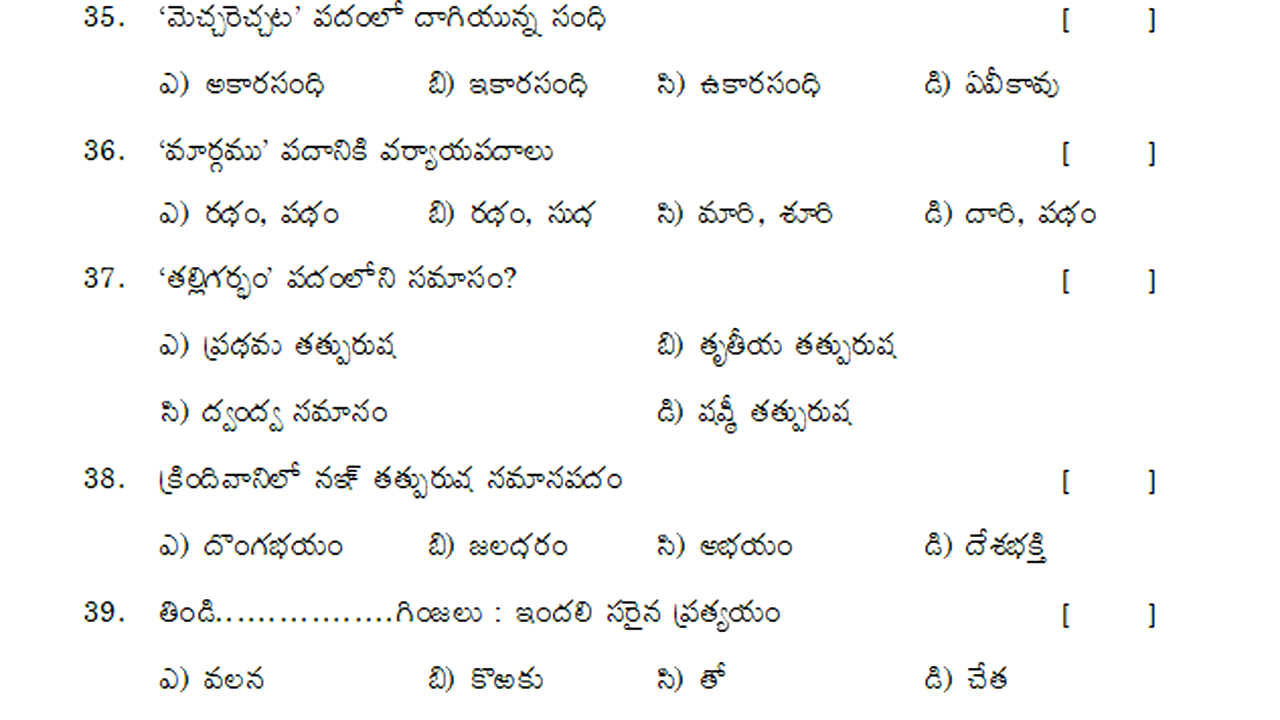 35. ‘మెచ్చరెచ్చట’ పదంలో దాగియున్న సంధి [ ]
ఎ) అకారసంధి బి) ఇకారసంధి సి) ఉకారసంధి డి) ఏవీకావు
36. ‘మార్గము’ పదానికి పర్యాయపదాలు [ ]
ఎ) రథం, పథం బి) రథం, సుధ సి) మారి, శూరి డి) దారి, పథం
37. ‘తల్లిగర్భం’ పదంలోని సమాసం? [ ]
ఎ) ప్రథమ తత్పురుష బి) తృతీయ తత్పురుష
సి) ద్వంద్వ సమాసం డి) షష్ఠీ తత్పురుష
38. క్రిందివానిలో నఞ్ తత్పురుష సమాసపదం [ ]
ఎ) దొంగభయం బి) జలధరం సి) అభయం డి) దేశభక్తి
39. తిండి.................గింజలు : ఇందలి సరైన ప్రత్యయం [ ]
ఎ) వలన బి) కొఱకు సి) తో డి) చేత